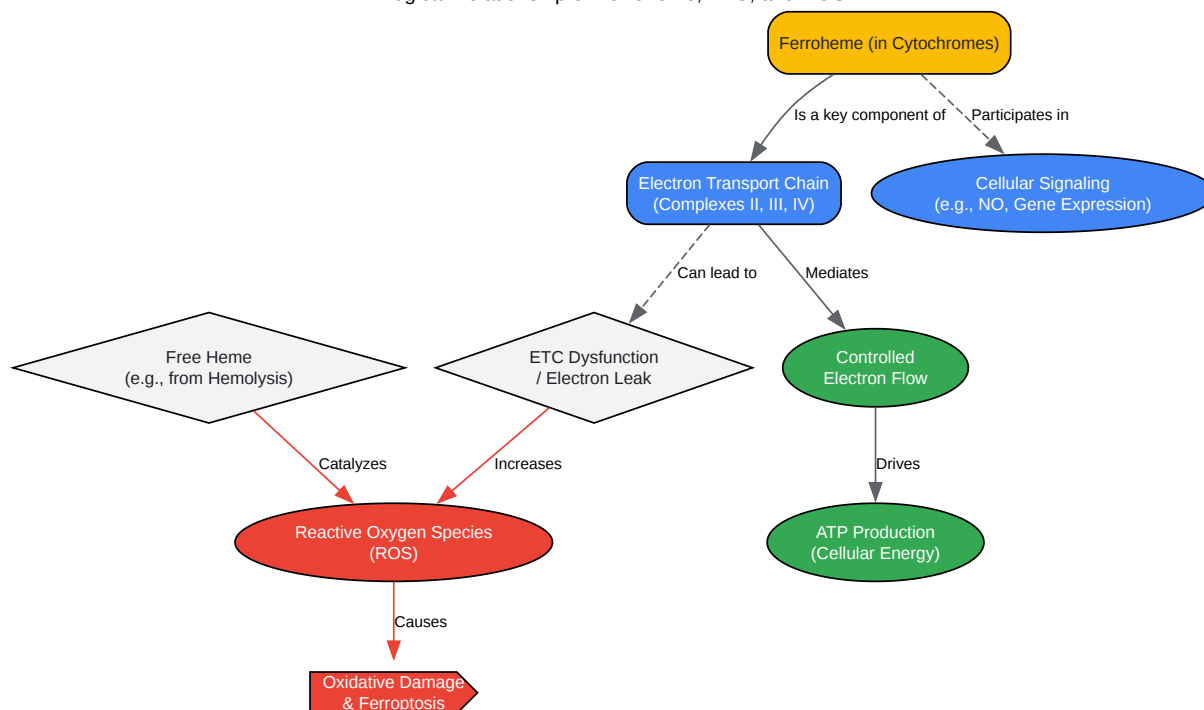 Ferroheme (in Cytochromes)
Is a key component of
Participates in
Electron Transport Chain
(Complexes II, III, IV)
Cellular Signaling
(e.g., NO, Gene Expression)
Can lead to
Mediates
Free Heme
(e.g., from Hemolysis)
ETC Dysfunction
/ Electron Leak
Controlled
Electron Flow
Catalyzes
Increases
Drives
Reactive Oxygen Species
(ROS)
ATP Production
(Cellular Energy)
Causes
Oxidative Damage
& Ferroptosis